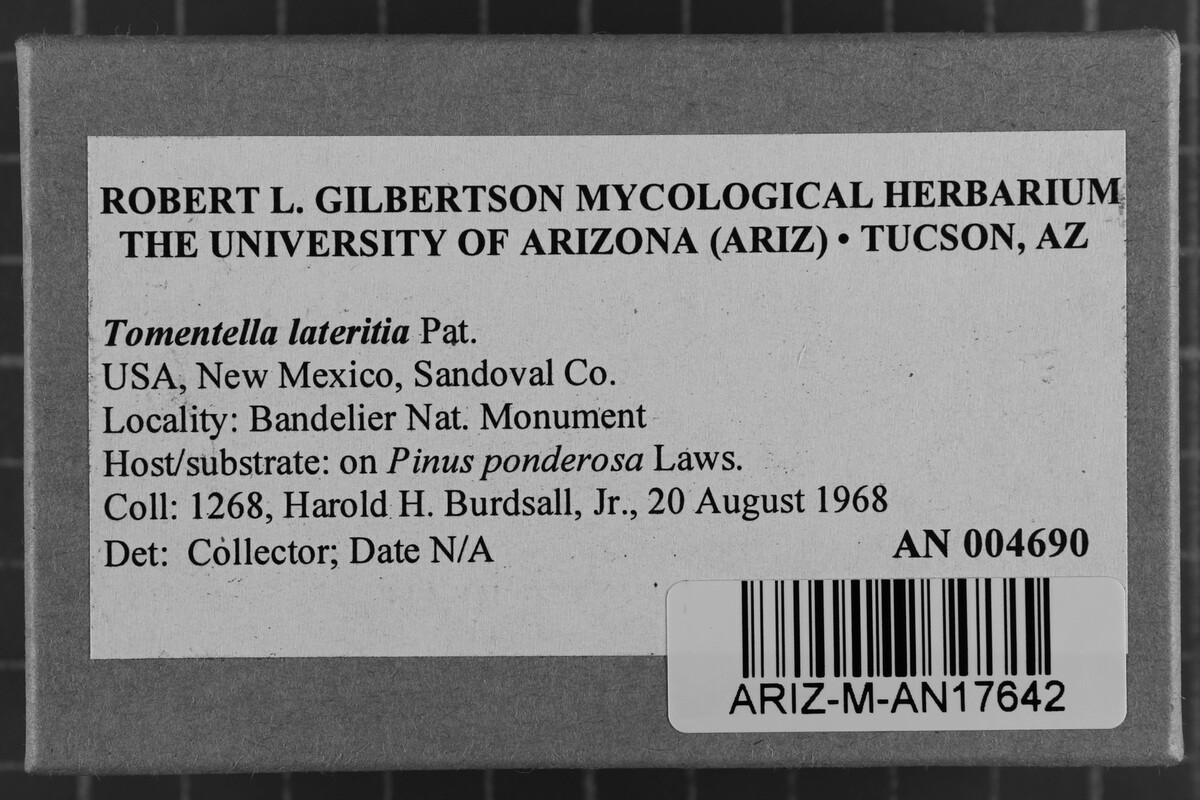 ROBERT L. GILBERTSON MYCOLOGICAL HERBARIUM
THE UNIVERSITY OF ARIZONA (ARIZ) • TUCSON, AZ
Tomentella lateritia Pat.
USA, New Mexico, Sandoval Co.
Locality: Bandelier Nat. Monument
Host/substrate: on Pinus ponderosa Laws.
Coll: 1268, Harold H. Burdsall, Jr., 20 August 1968
Det: Collector; Date N/A
AN 004690
ARIZ-M-AN17642